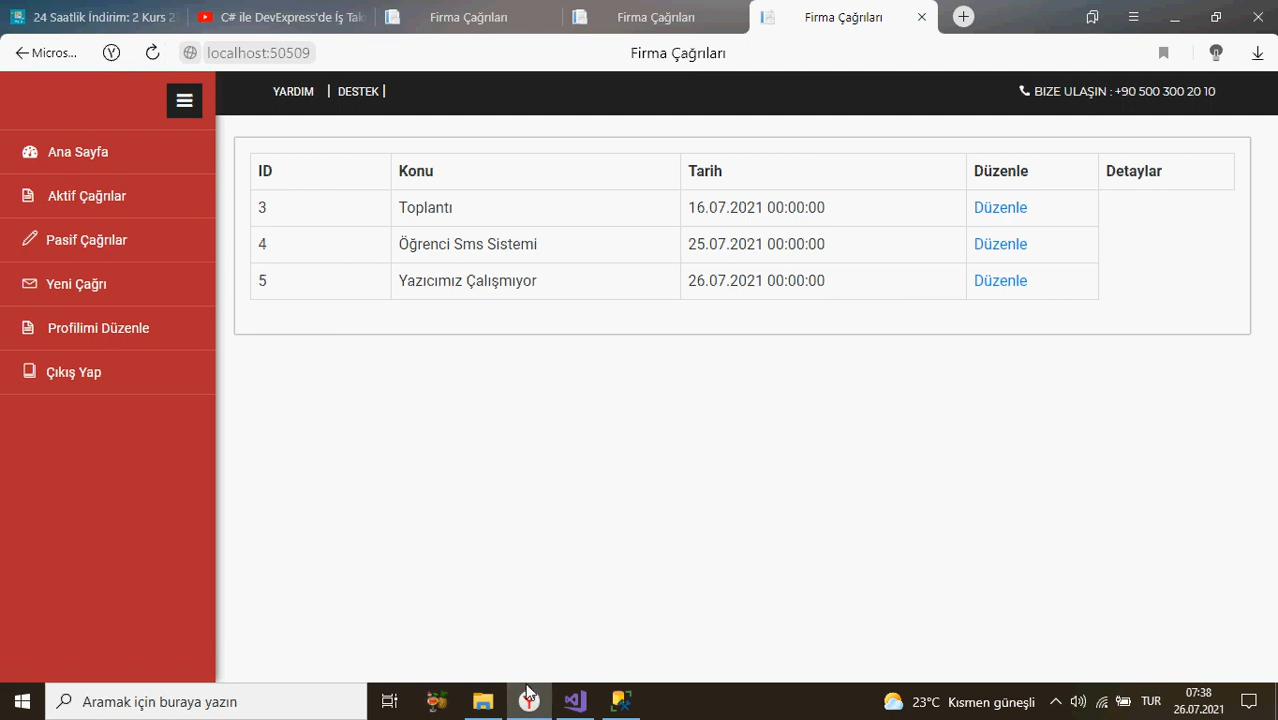 24 Saatlik İndirim: 2 Kurs 2
C# ile DevExpress'de İş Tak
Firma Çağrıları
Firma Çağrıları
Firma Çağrıları
Micros...
localhost:50509
Firma Çağrıları
YARDIM | DESTEK |
BIZE ULAŞIN : +90 500 300 20 10
Ana Sayfa
Aktif Çağrılar
Pasif Çağrılar
Yeni Çağrı
Profilimi Düzenle
Çıkış Yap
ID Konu Tarih Düzenle Detaylar
3 Toplantı 16.07.2021 00:00:00 Düzenle
4 Öğrenci Sms Sistemi 25.07.2021 00:00:00 Düzenle
5 Yazıcımız Çalışmıyor 26.07.2021 00:00:00 Düzenle
Aramak için buraya yazın
23°C Kısmen güneşli
TUR
07:38
26.07.2021